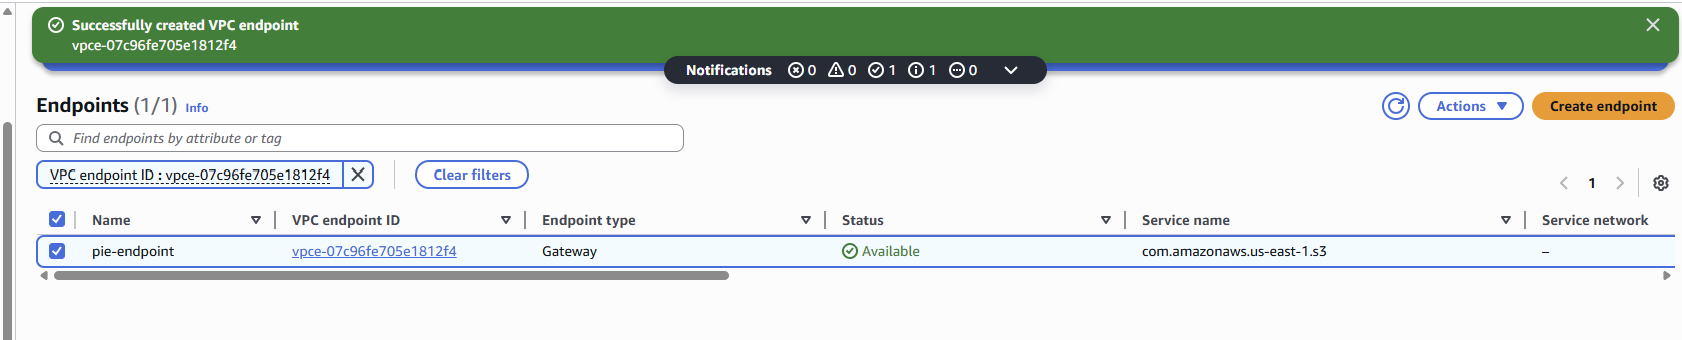 Successfully created VPC endpoint
vpce-07c96fe705e1812f4
Notifications 0 0 1 1 0
Endpoints (1/1) Info
Actions
Create endpoint
Find endpoints by attribute or tag
VPC endpoint ID : vpce-07c96fe705e1812f4
Clear filters
1
Name VPC endpoint ID Endpoint type Status Service name Service network
pie-endpoint vpce-07c96fe705e1812f4 Gateway Available com.amazonaws.us-east-1.s3 –